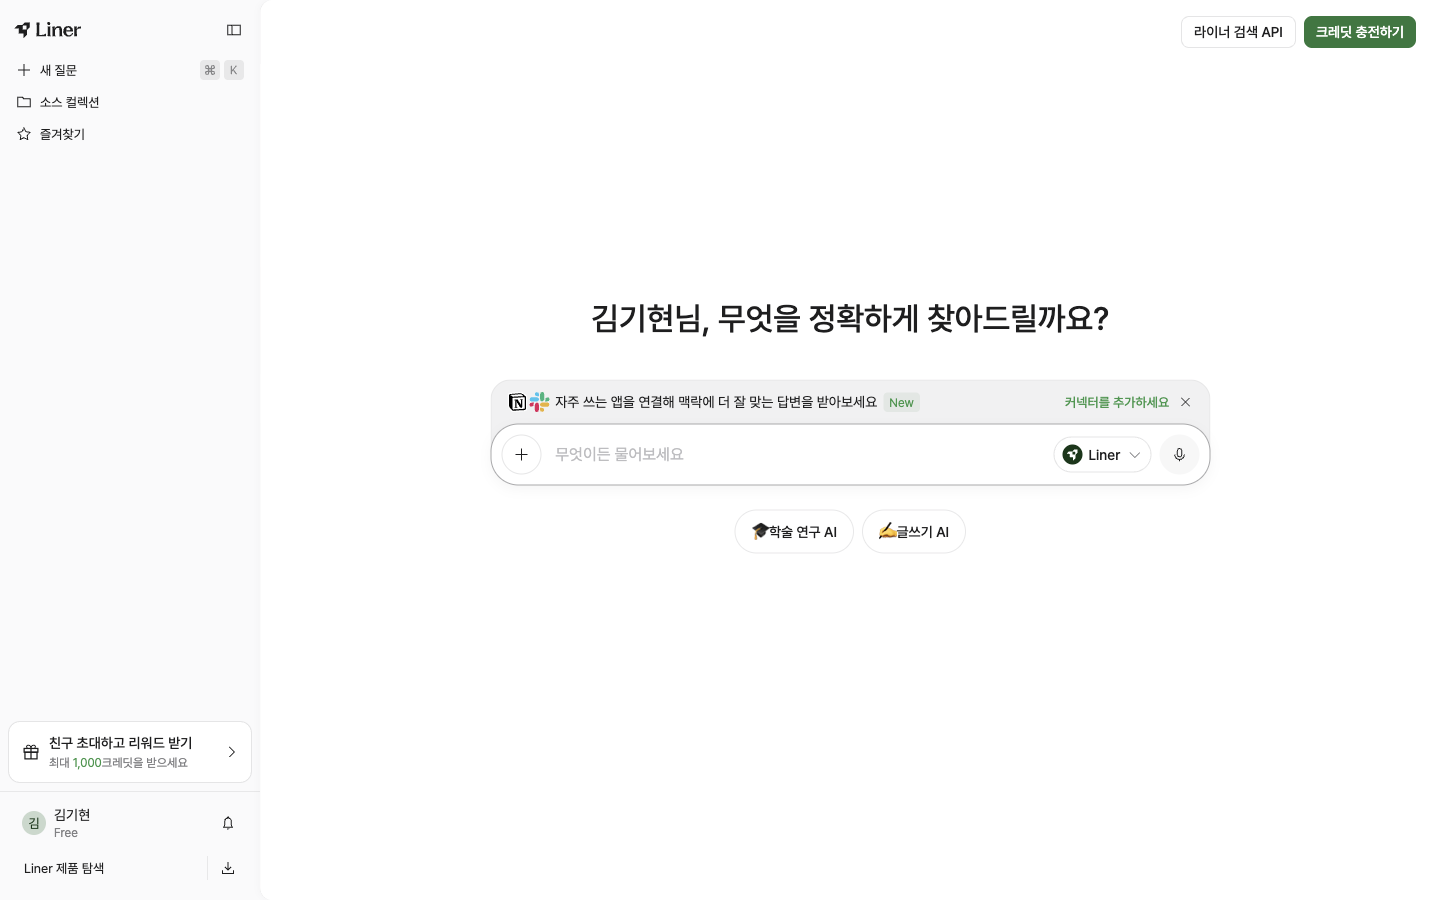 Liner
새 질문
⌘ K
소스 컬렉션
즐겨찾기
라이너 검색 API
크레딧 충전하기
김기현님, 무엇을 정확하게 찾아드릴까요?
자주 쓰는 앱을 연결해 맥락에 더 잘 맞는 답변을 받아보세요 New
커넥터를 추가하세요
무엇이든 물어보세요
Liner
학술 연구 AI
글쓰기 AI
친구 초대하고 리워드 받기
최대 1,000크레딧을 받으세요
김
김기현
Free
Liner 제품 탐색